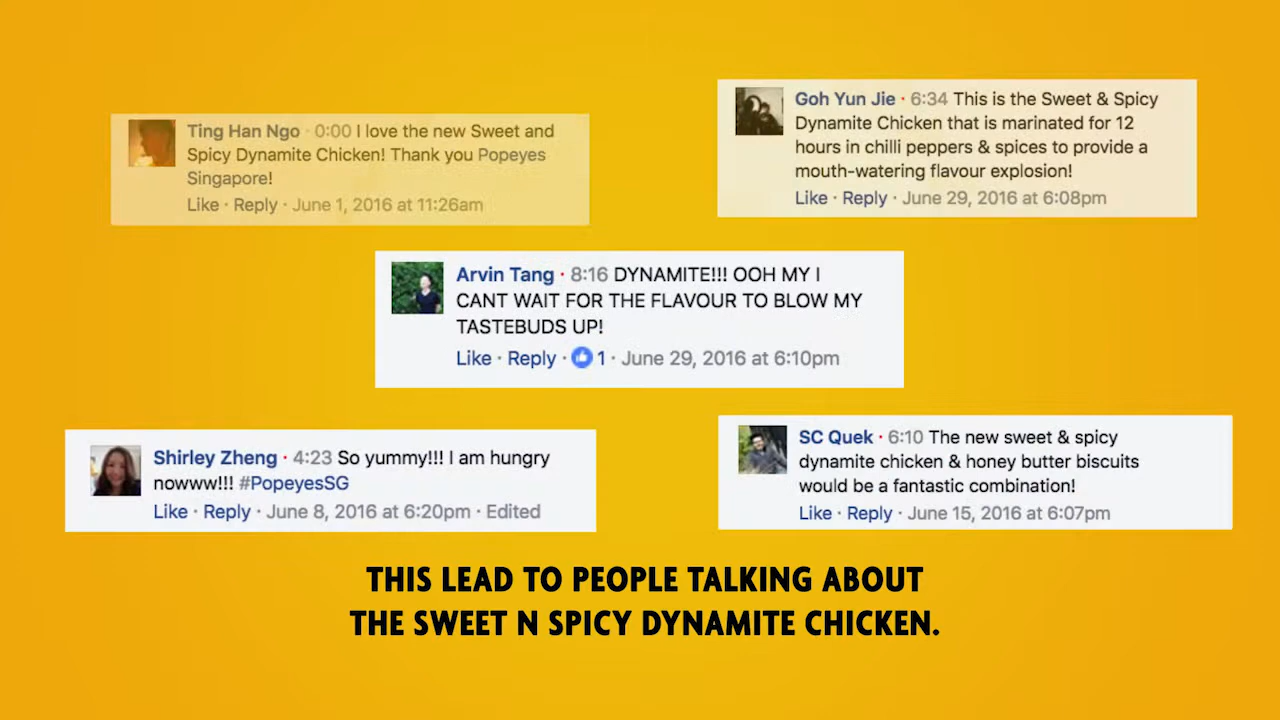 Ting Han Ngo · 0:00 I love the new Sweet and
Spicy Dynamite Chicken! Thank you Popeyes
Singapore!
Like · Reply · June 1, 2016 at 11:26am
Goh Yun Jie · 6:34 This is the Sweet & Spicy
Dynamite Chicken that is marinated for 12
hours in chilli peppers & spices to provide a
mouth-watering flavour explosion!
Like · Reply · June 29, 2016 at 6:08pm
Arvin Tang · 8:16 DYNAMITE!!! OOH MY I
CANT WAIT FOR THE FLAVOUR TO BLOW MY
TASTEBUDS UP!
Like · Reply · 1 · June 29, 2016 at 6:10pm
Shirley Zheng · 4:23 So yummy!!! I am hungry
nowww!!! #PopeyesSG
Like · Reply · June 8, 2016 at 6:20pm · Edited
SC Quek · 6:10 The new sweet & spicy
dynamite chicken & honey butter biscuits
would be a fantastic combination!
Like · Reply · June 15, 2016 at 6:07pm
THIS LEAD TO PEOPLE TALKING ABOUT
THE SWEET N SPICY DYNAMITE CHICKEN.